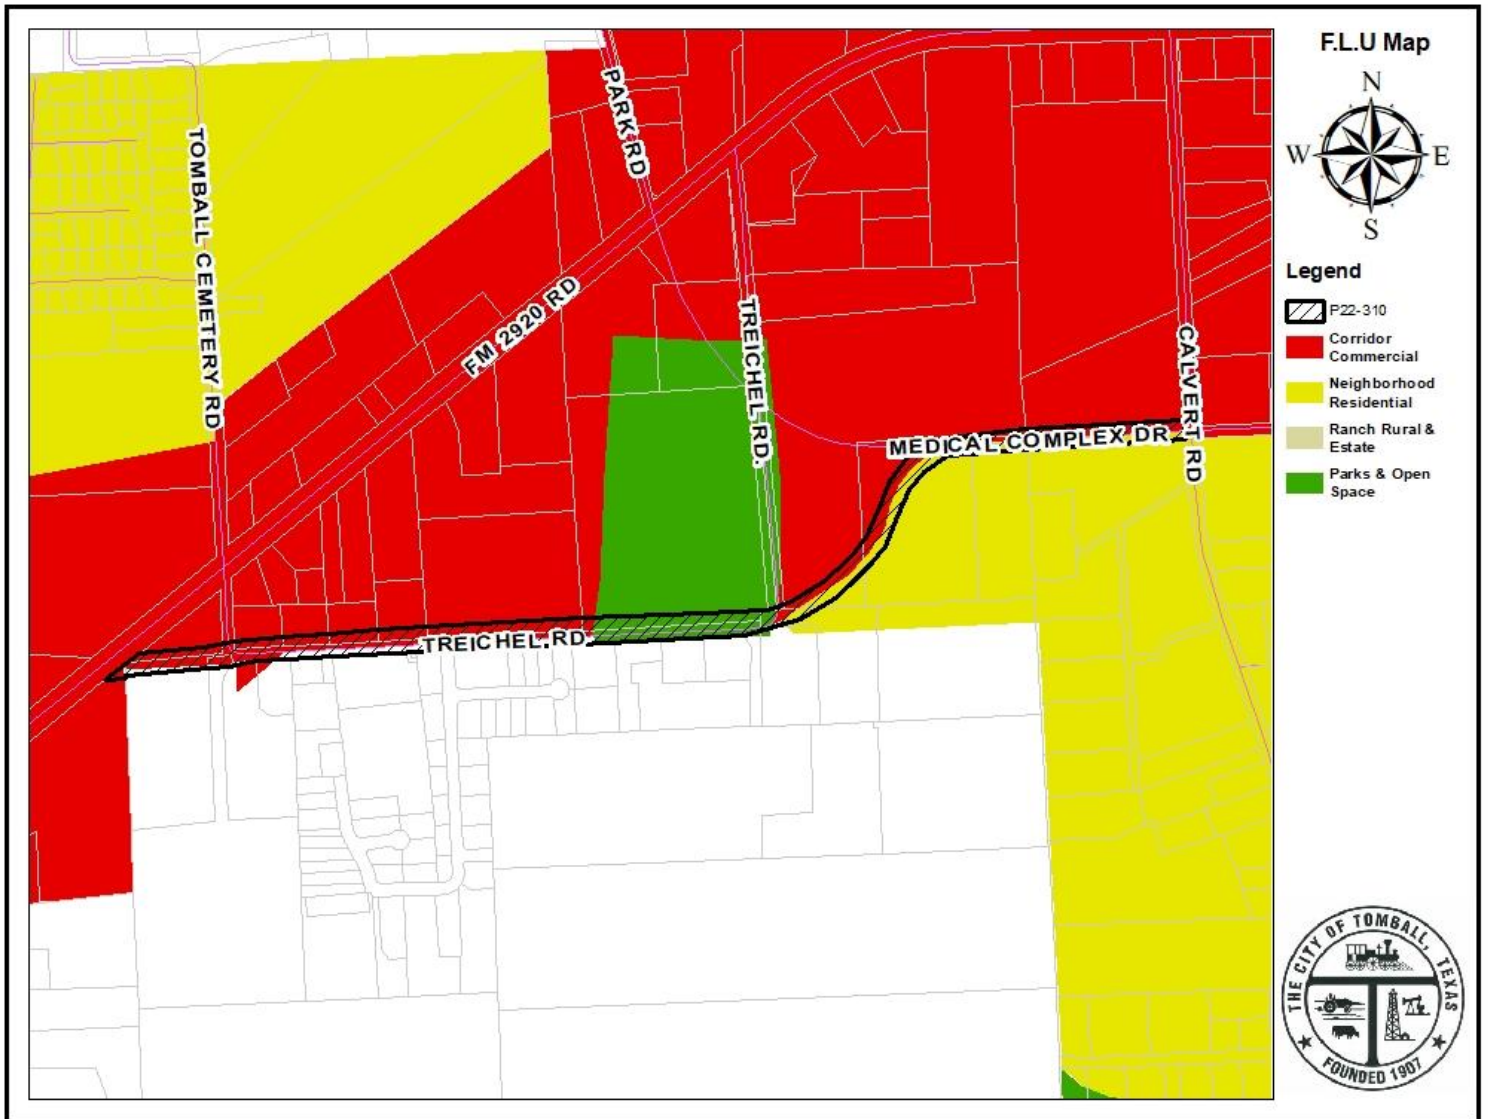 F.L.U Map
N
W
E
S
Legend
P22-310
Corridor
Commercial
Neighborhood
Residential
Ranch Rural &
Estate
Parks & Open
Space
PARK RD
TOMBALL CEMETERY RD
FM 2920 RD
TREICHEL RD.
CALVERT RD
MEDICAL COMPLEX DR
TREICHEL RD
THE CITY OF TOMBALL, TEXAS
FOUNDED 1907